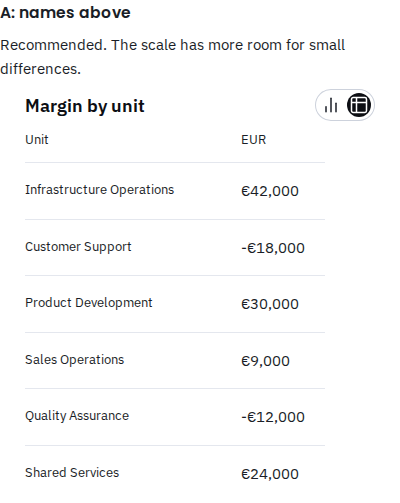 A: names above
Recommended. The scale has more room for small
differences.
Margin by unit
Unit EUR
Infrastructure Operations €42,000
Customer Support -€18,000
Product Development €30,000
Sales Operations €9,000
Quality Assurance -€12,000
Shared Services €24,000